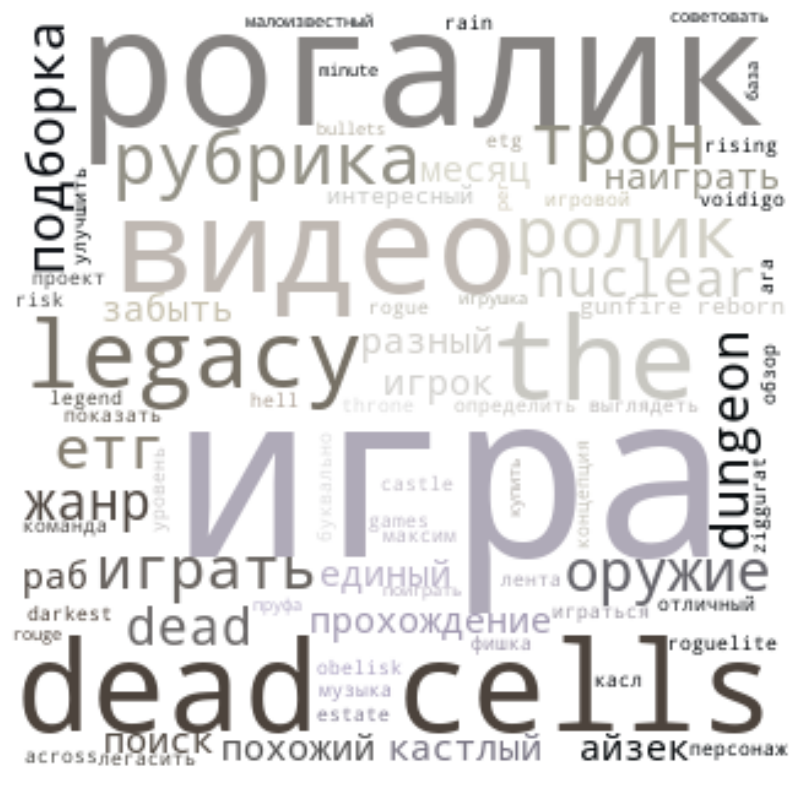 малоизвестный
rain
советовать
рогалик
minute
база
подборка
bullets
etg
трон
rising
рубрика
месяц
наиграть
улучшить
интересный
игровой
voidigo
видео
ролик
nuclear
ara
проект
risk
забыть
rogue
игрушка
gunfire reborn
legacy
разный
the
dungeon
обзор
игрок
legend
hell
throne
определить
выглядеть
показать
етг
игра
жанр
уровень
буквально
castle
купить
концепция
ziggurat
команда
games
максим
раб
играть
единый
поиграть
лента
оружие
darkest
dead
пруфа
прохождение
играться
отличный
rouge
фишка
roguelite
dead cells
obelisk
музыка
касл
estate
поиск
похожий
кастлый
айзек
персонаж
across
легасить